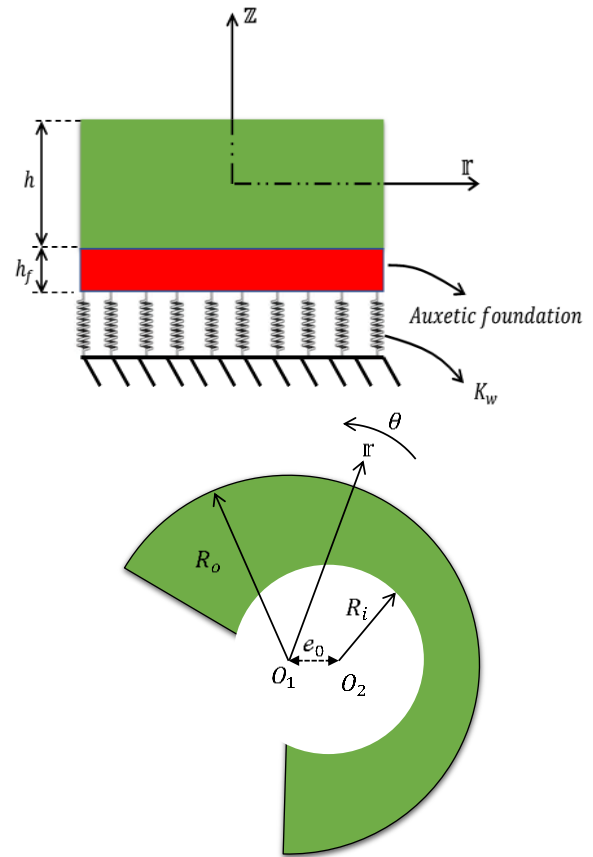 ℤ
h
𝕣
h_f
Auxetic foundation
K_w
θ
𝕣
R_o
R_i
e_0
O_1
O_2